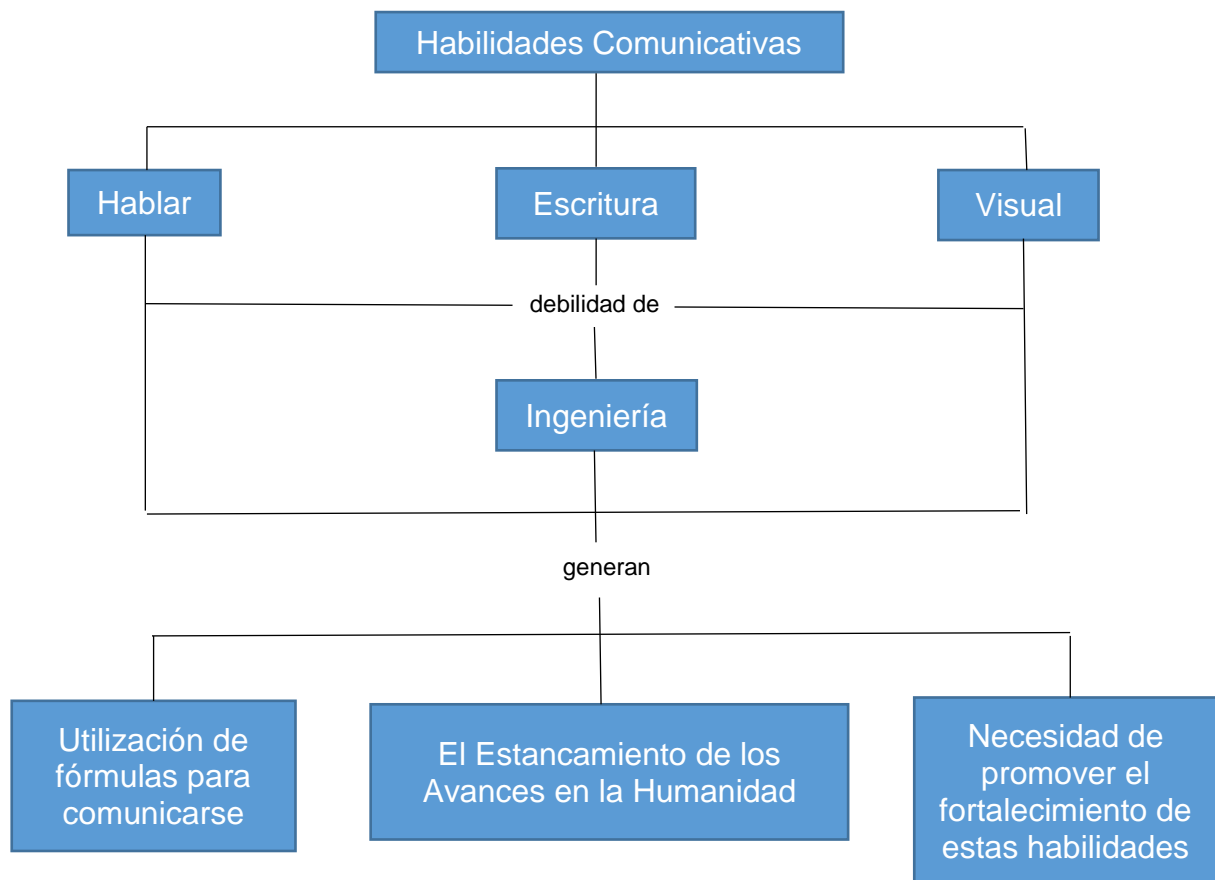 Habilidades Comunicativas
Hablar
Escritura
Visual
debilidad de
Ingeniería
generan
Utilización de
fórmulas para
comunicarse
El Estancamiento de los
Avances en la Humanidad
Necesidad de
promover el
fortalecimiento de
estas habilidades